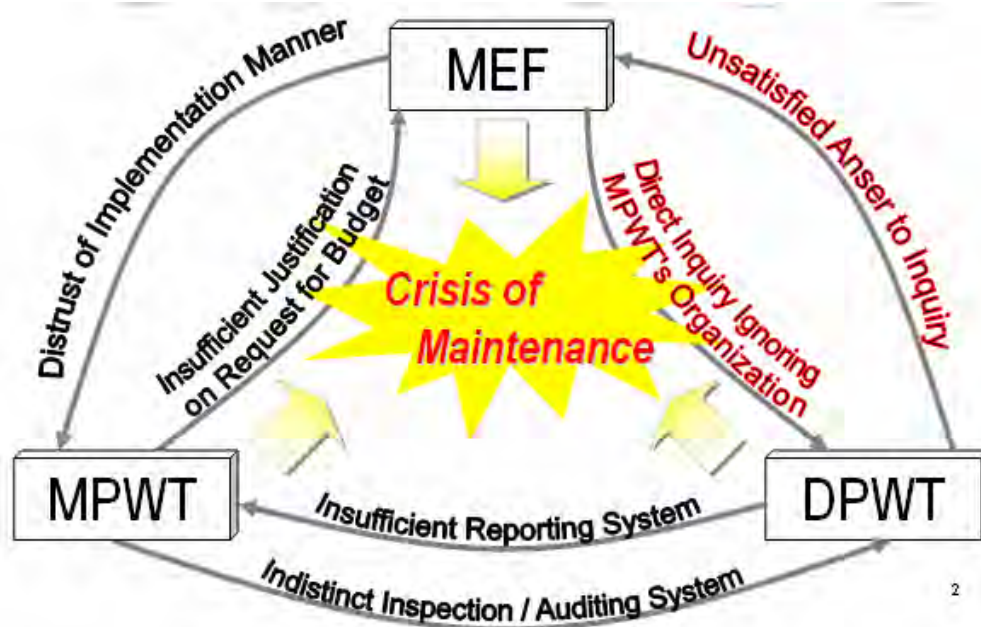 MEF
Distrust of Implementation Manner
Insufficient Justification
on Request for Budget
Unsatisfied Anser to Inquiry
Direct Inquiry Ignoring
MPWT's Organization
Crisis of
Maintenance
MPWT
DPWT
Insufficient Reporting System
Indistinct Inspection / Auditing System
2